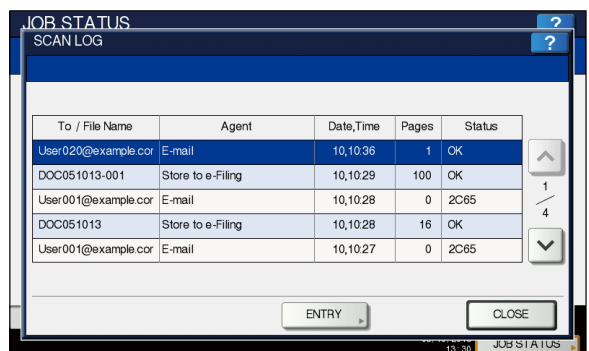 JOB STATUS ?
SCAN LOG ?
To / File Name Agent Date,Time Pages Status
User020@example.cor E-mail 10,10:36 1 OK
DOC051013-001 Store to e-Filing 10,10:29 100 OK
User001@example.cor E-mail 10,10:28 0 2C65
DOC051013 Store to e-Filing 10,10:28 16 OK
User001@example.cor E-mail 10,10:27 0 2C65
1
4
ENTRY CLOSE
13:30 JOB STATUS